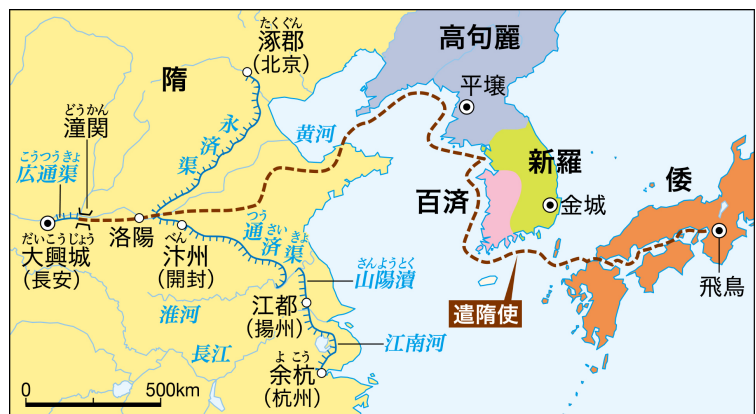 たくぐん
涿郡
(北京)
高句麗
隋
平壌
どうかん
潼関
永済渠
黄河
こうつうきょ
広通渠
新羅
百済
金城
倭
だいこうじょう
大興城
(長安)
洛陽
べん
汴州
(開封)
つうさいきょ
通済渠
さんようとく
山陽瀆
飛鳥
遣隋使
淮河
江都
(揚州)
長江
江南河
よこう
余杭
(杭州)
0
500km